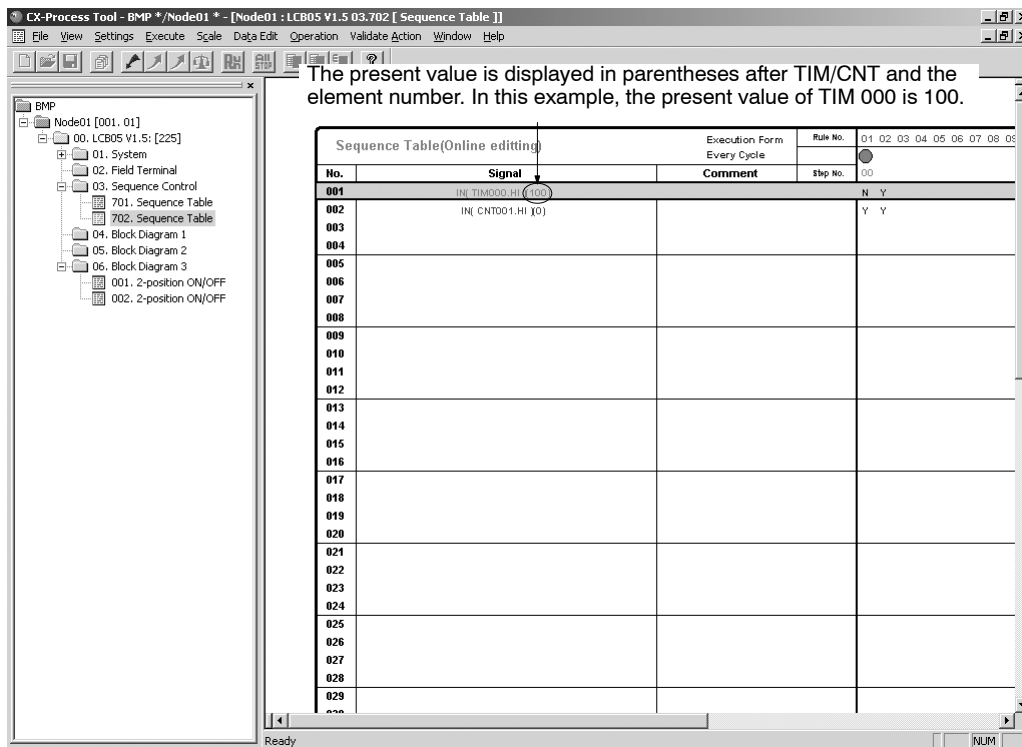 CX-Process Tool - BMP */Node01 * - [Node01 : LCB05 V1.5 03.702 [ Sequence Table ]]
File View Settings Execute Scale Data Edit Operation Validate Action Window Help
The present value is displayed in parentheses after TIM/CNT and the
element number. In this example, the present value of TIM 000 is 100.
BMP
Node01 [001. 01]
00. LCB05 V1.5: [225]
01. System
02. Field Terminal
03. Sequence Control
701. Sequence Table
702. Sequence Table
04. Block Diagram 1
05. Block Diagram 2
06. Block Diagram 3
001. 2-position ON/OFF
002. 2-position ON/OFF
Sequence Table(Online editting)
Execution Form
Every Cycle
Rule No. 01 02 03 04 05 06 07 08 09
No. Signal Comment Step No. 00
001 IN( TIM000.HI )(100) N Y
002 IN( CNT001.HI )(0) Y Y
003
004
005
006
007
008
009
010
011
012
013
014
015
016
017
018
019
020
021
022
023
024
025
026
027
028
029
Ready NUM